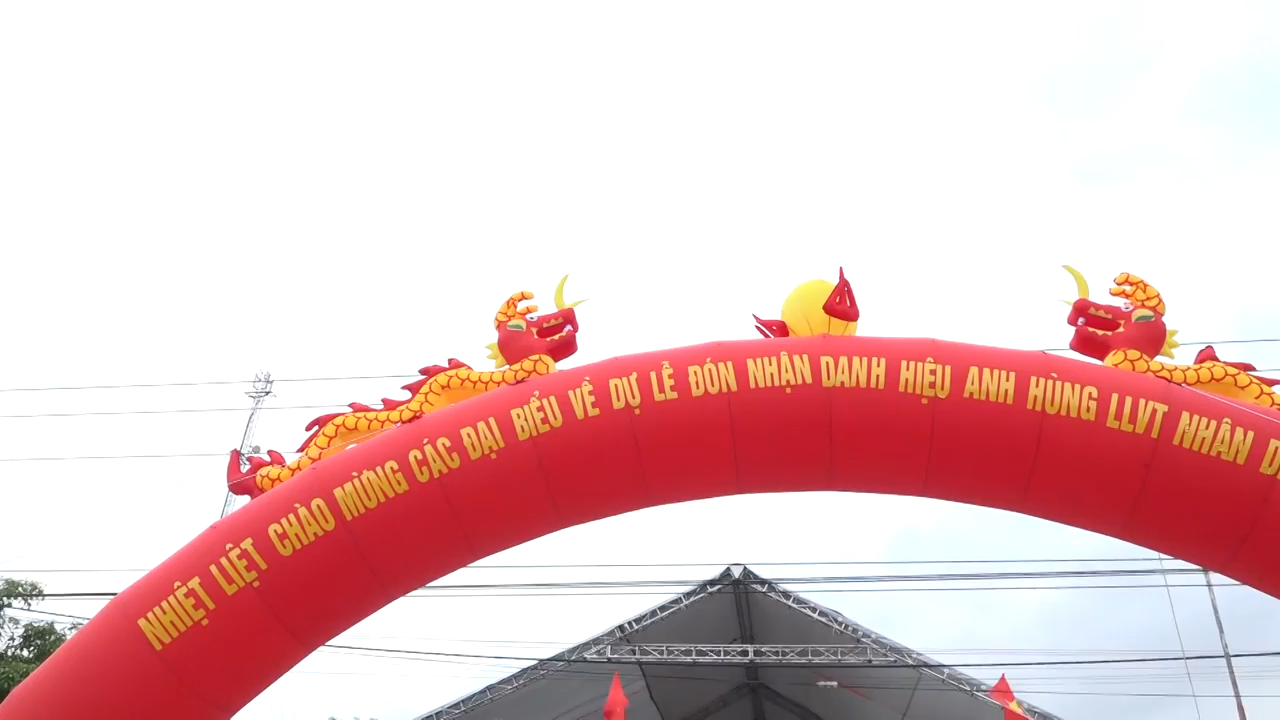 NHIỆT LIỆT CHÀO MỪNG CÁC ĐẠI BIỂU VỀ DỰ LỄ ĐÓN NHẬN DANH HIỆU ANH HÙNG LLVT NHÂN